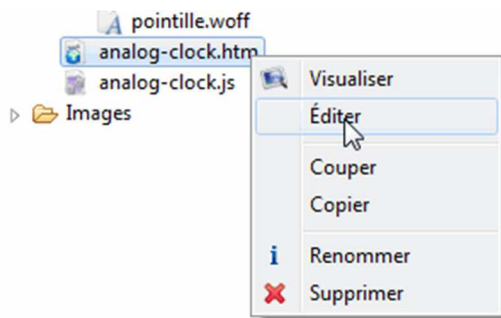 pointille.woff
analog-clock.htm
analog-clock.js
Images
Visualiser
Éditer
Couper
Copier
Renommer
Supprimer